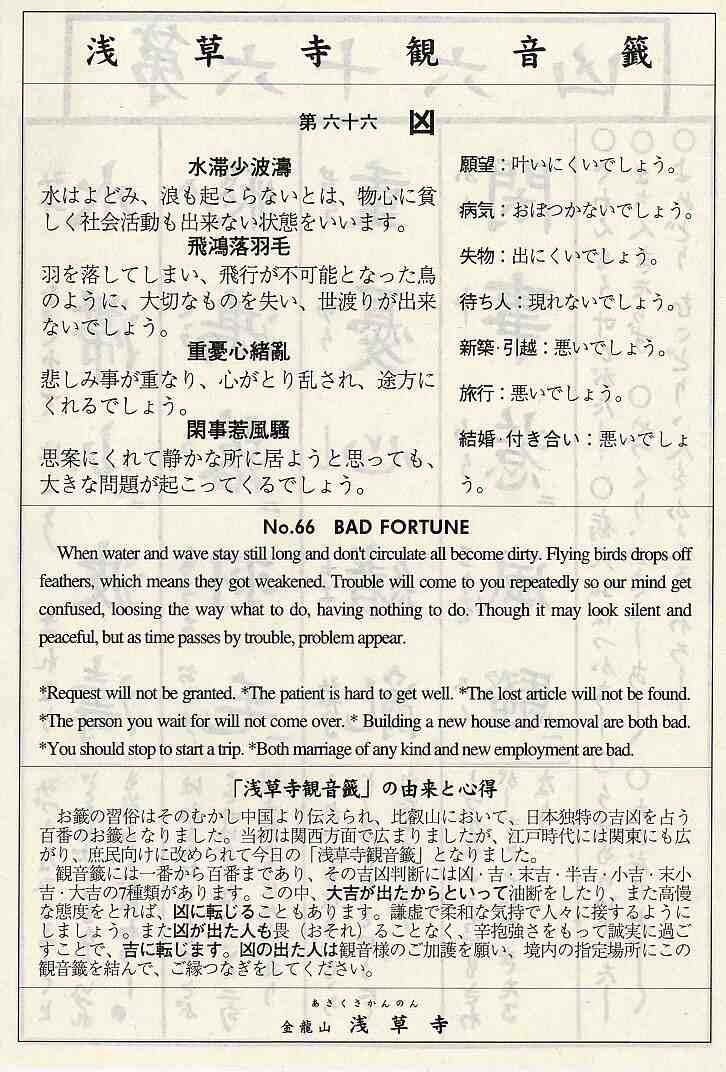 浅草寺観音籤
第六十六 凶
水滞少波濤
水はよどみ、浪も起こらないとは、物心に貧
しく社会活動も出来ない状態をいいます。
飛鴻落羽毛
羽を落してしまい、飛行が不可能となった鳥
のように、大切なものを失い、世渡りが出来
ないでしょう。
重憂心緒亂
悲しみ事が重なり、心がとり乱され、途方に
くれるでしょう。
閑事惹風騒
思案にくれて静かな所に居ようと思っても、
大きな問題が起こってくるでしょう。
願望：叶いにくいでしょう。
病気：おぼつかないでしょう。
失物：出にくいでしょう。
待ち人：現れないでしょう。
新築・引越：悪いでしょう。
旅行：悪いでしょう。
結婚・付き合い：悪いでしょ
う。
No.66 BAD FORTUNE
When water and wave stay still long and don't circulate all become dirty. Flying birds drops off
feathers, which means they got weakened. Trouble will come to you repeatedly so our mind get
confused, loosing the way what to do, having nothing to do. Though it may look silent and
peaceful, but as time passes by trouble, problem appear.
*Request will not be granted. *The patient is hard to get well. *The lost article will not be found.
*The person you wait for will not come over. * Building a new house and removal are both bad.
*You should stop to start a trip. *Both marriage of any kind and new employment are bad.
「浅草寺観音籤」の由来と心得
お籤の習俗はそのむかし中国より伝えられ、比叡山において、日本独特の吉凶を占う
百番のお籤となりました。当初は関西方面で広まりましたが、江戸時代には関東にも広
がり、庶民向けに改められて今日の「浅草寺観音籤」となりました。
観音籤には一番から百番まであり、その吉凶判断には凶・吉・末吉・半吉・小吉・末小
吉・大吉の7種類があります。この中、大吉が出たからといって油断をしたり、また高慢
な態度をとれば、凶に転じることもあります。謙虚で柔和な気持で人々に接するように
しましょう。また凶が出た人も畏（おそれ）ることなく、辛抱強さをもって誠実に過ご
すことで、吉に転じます。凶の出た人は観音様のご加護を願い、境内の指定場所にこの
観音籤を結んで、ご縁つなぎをしてください。
あさくさかんのん
金龍山 浅草寺